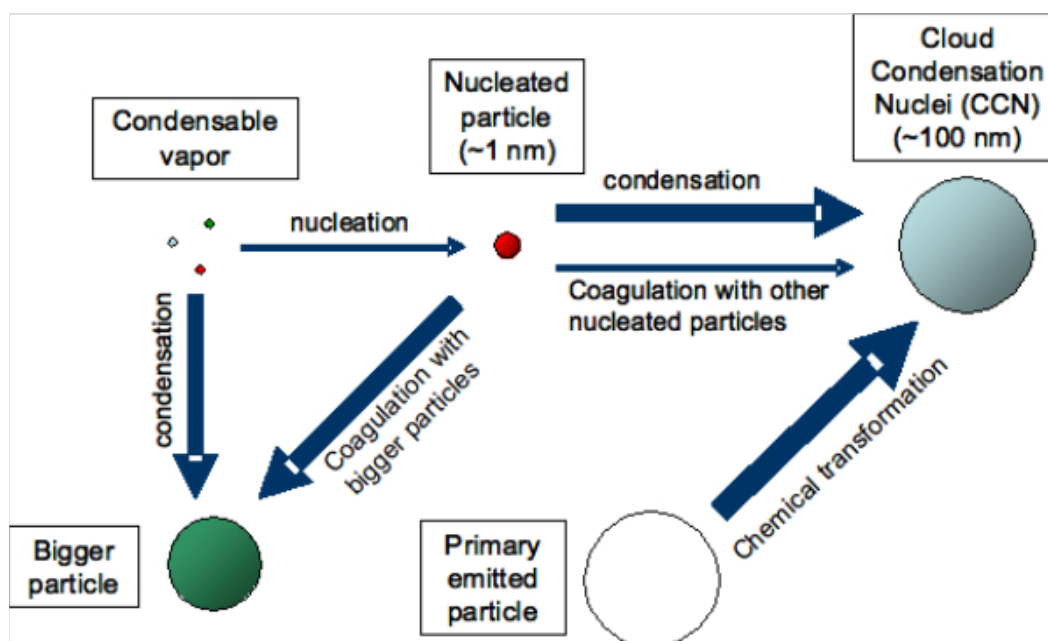 Condensable
vapor
Nucleated
particle
(~1 nm)
Cloud
Condensation
Nuclei (CCN)
(~100 nm)
nucleation
condensation
Coagulation with other
nucleated particles
condensation
Coagulation with
bigger particles
Chemical transformation
Bigger
particle
Primary
emitted
particle